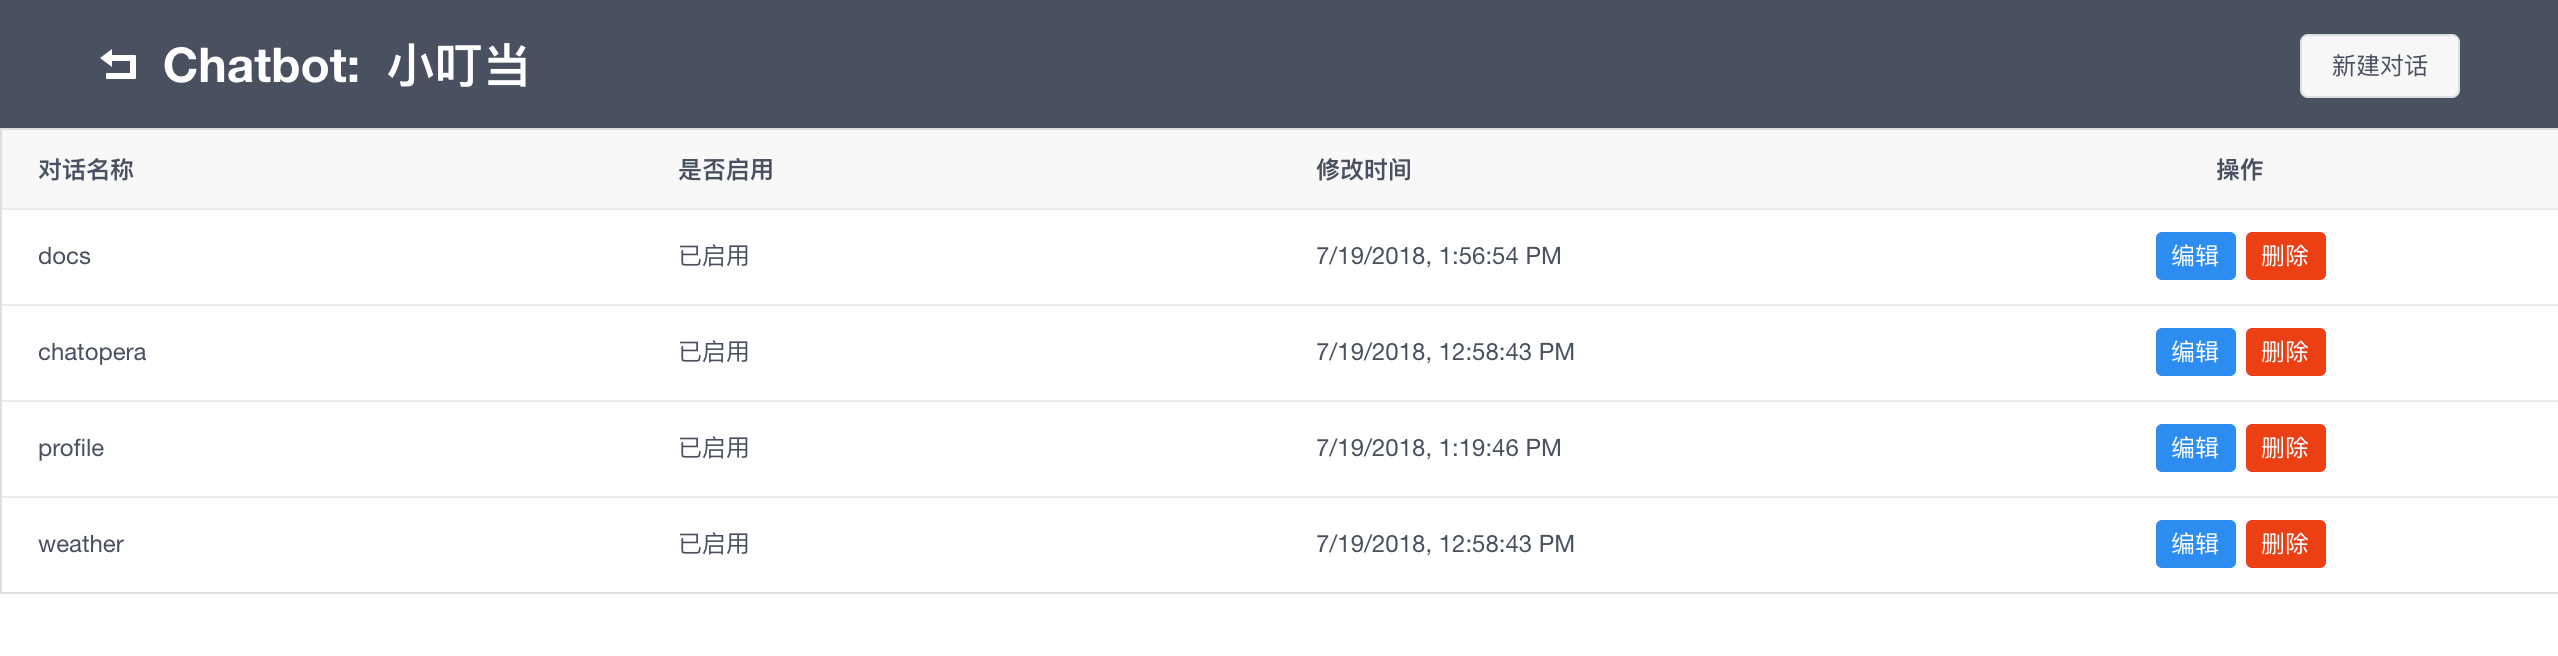 Chatbot: 小叮当 新建对话
对话名称 是否启用 修改时间 操作
docs 已启用 7/19/2018, 1:56:54 PM 编辑 删除
chatopera 已启用 7/19/2018, 12:58:43 PM 编辑 删除
profile 已启用 7/19/2018, 1:19:46 PM 编辑 删除
weather 已启用 7/19/2018, 12:58:43 PM 编辑 删除